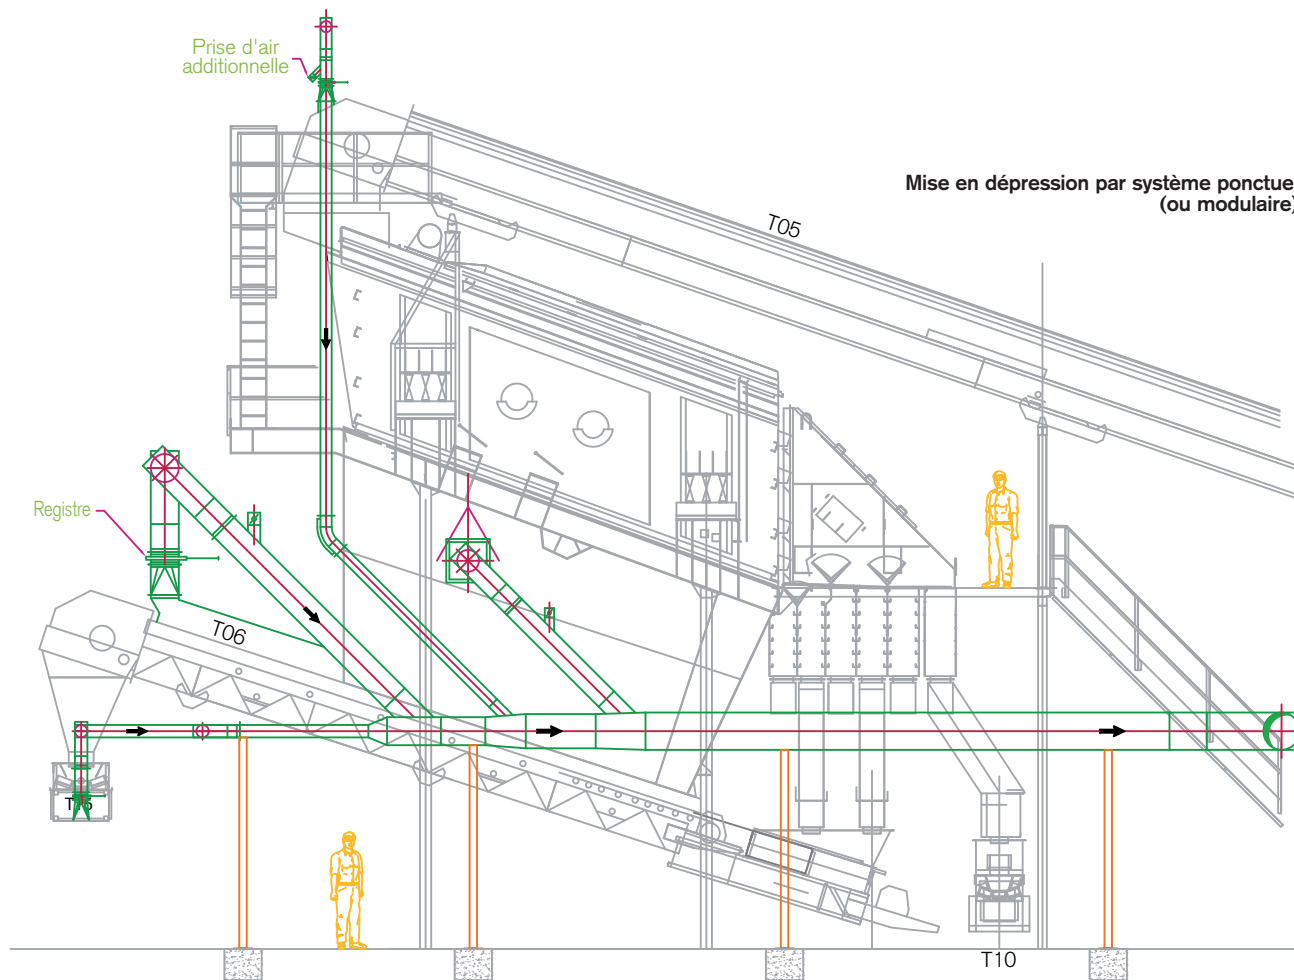 Prise d'air
additionnelle
Mise en dépression par système ponctue
(ou modulaire)
T05
Registre
T06
T10